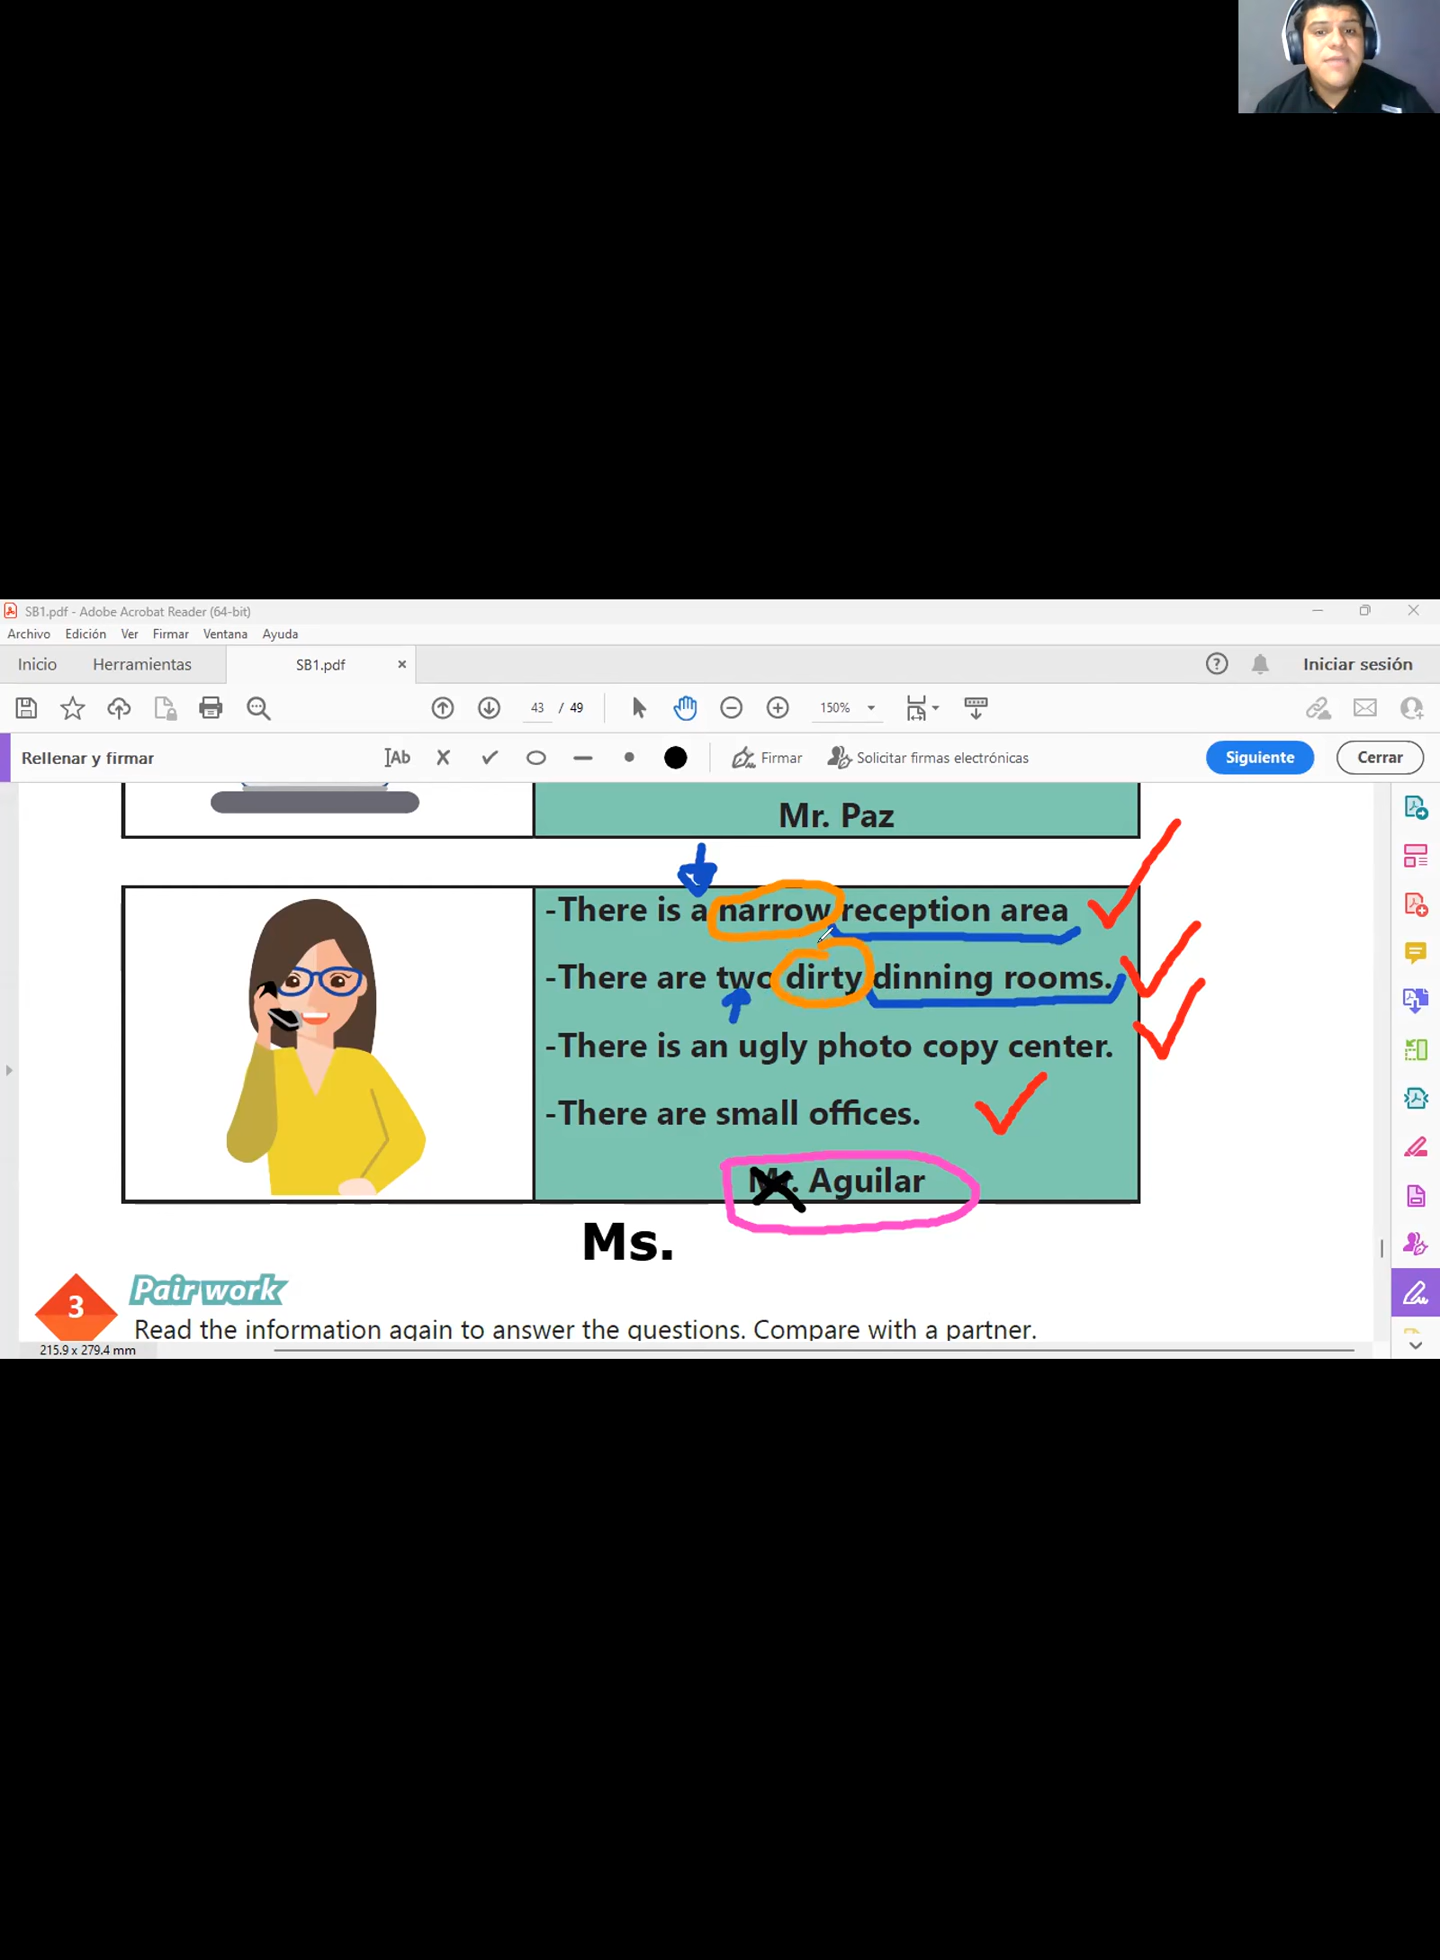 SB1.pdf - Adobe Acrobat Reader (64-bit)
Archivo Edición Ver Firmar Ventana Ayuda
Inicio Herramientas SB1.pdf Iniciar sesión
43 / 49 150%
Rellenar y firmar Ab Firmar Solicitar firmas electrónicas Siguiente Cerrar
Mr. Paz
-There is a narrow reception area
-There are two dirty dinning rooms.
-There is an ugly photo copy center.
-There are small offices.
Mr. Aguilar
Ms.
3 Pair work
Read the information again to answer the questions. Compare with a partner.
215.9 x 279.4 mm